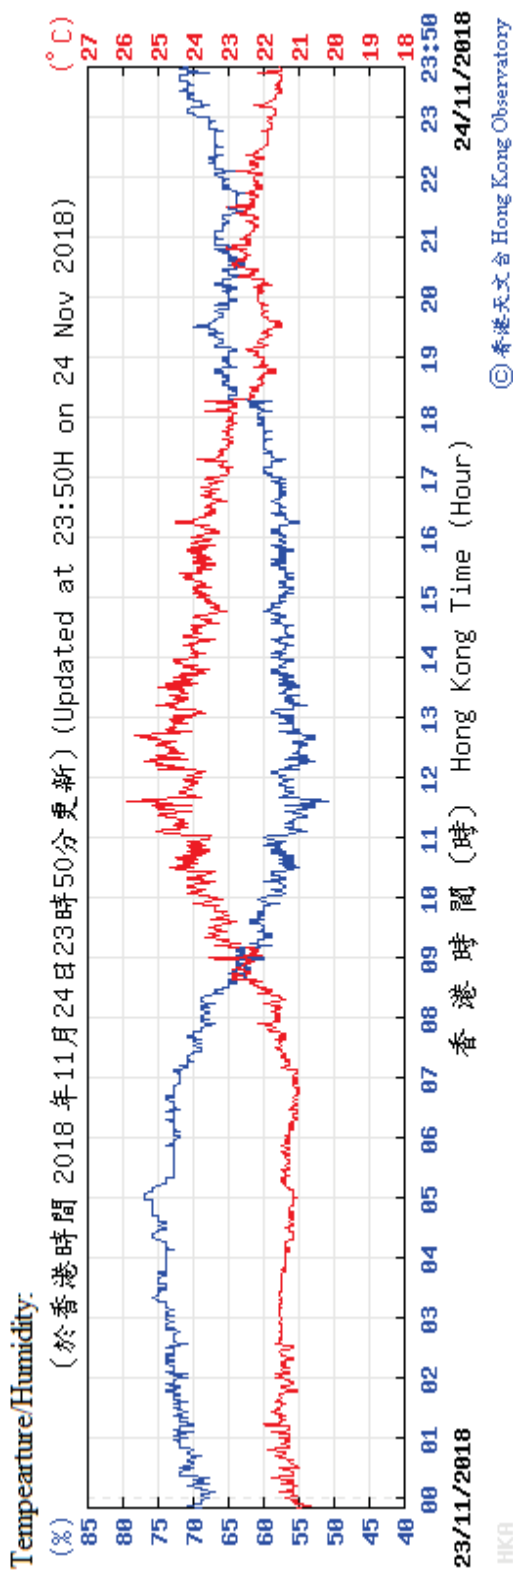 Tempearture/Humidity:
(於香港時間 2018 年11月24日23時50分更新) (Updated at 23:50H on 24 Nov 2018)
(%) (°C)
85 27
80 26
75 25
70 24
65 23
60 22
55 21
50 20
45 19
40 18
00 01 02 03 04 05 06 07 08 09 10 11 12 13 14 15 16 17 18 19 20 21 22 23 23:50
23/11/2018 24/11/2018
香 港 時 間 (時) Hong Kong Time (Hour)
HKA
© 香港天文台 Hong Kong Observatory